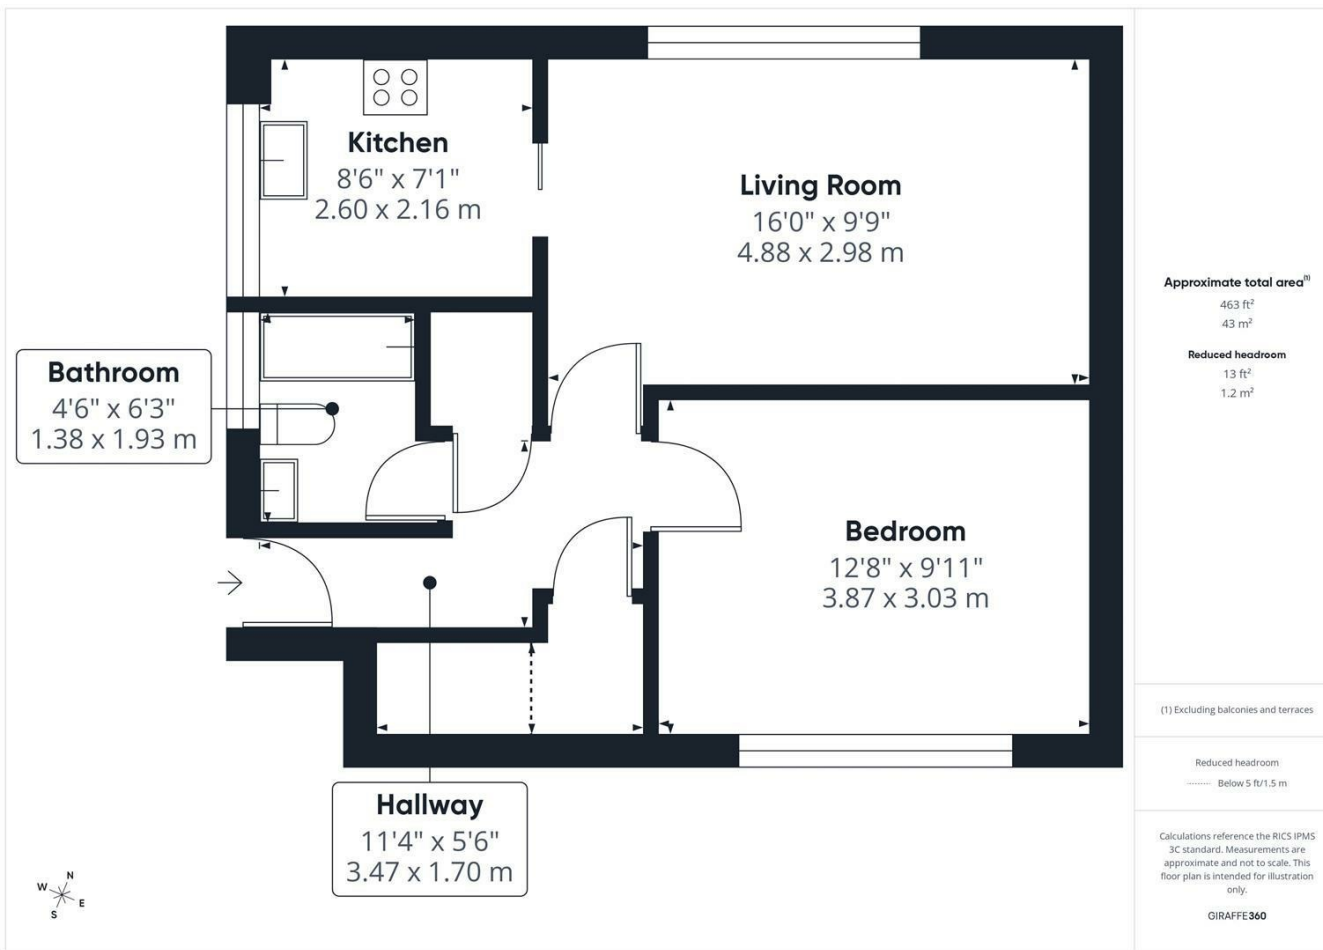 Kitchen
8'6" x 7'1"
2.60 x 2.16 m
Living Room
16'0" x 9'9"
4.88 x 2.98 m
Bathroom
4'6" x 6'3"
1.38 x 1.93 m
Bedroom
12'8" x 9'11"
3.87 x 3.03 m
Hallway
11'4" x 5'6"
3.47 x 1.70 m
N
W
E
S
Approximate total area(1)
463 ft²
43 m²
Reduced headroom
13 ft²
1.2 m²
(1) Excluding balconies and terraces
Reduced headroom
Below 5 ft/1.5 m
Calculations reference the RICS IPMS
3C standard. Measurements are
approximate and not to scale. This
floor plan is intended for illustration
only.
GIRAFFE360